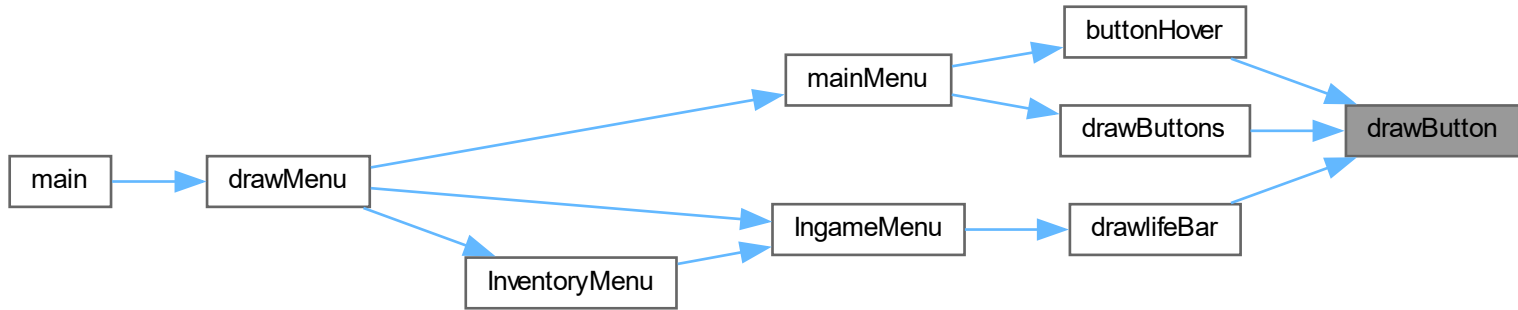 main
drawMenu
InventoryMenu
mainMenu
IngameMenu
buttonHover
drawButtons
drawlifeBar
drawButton